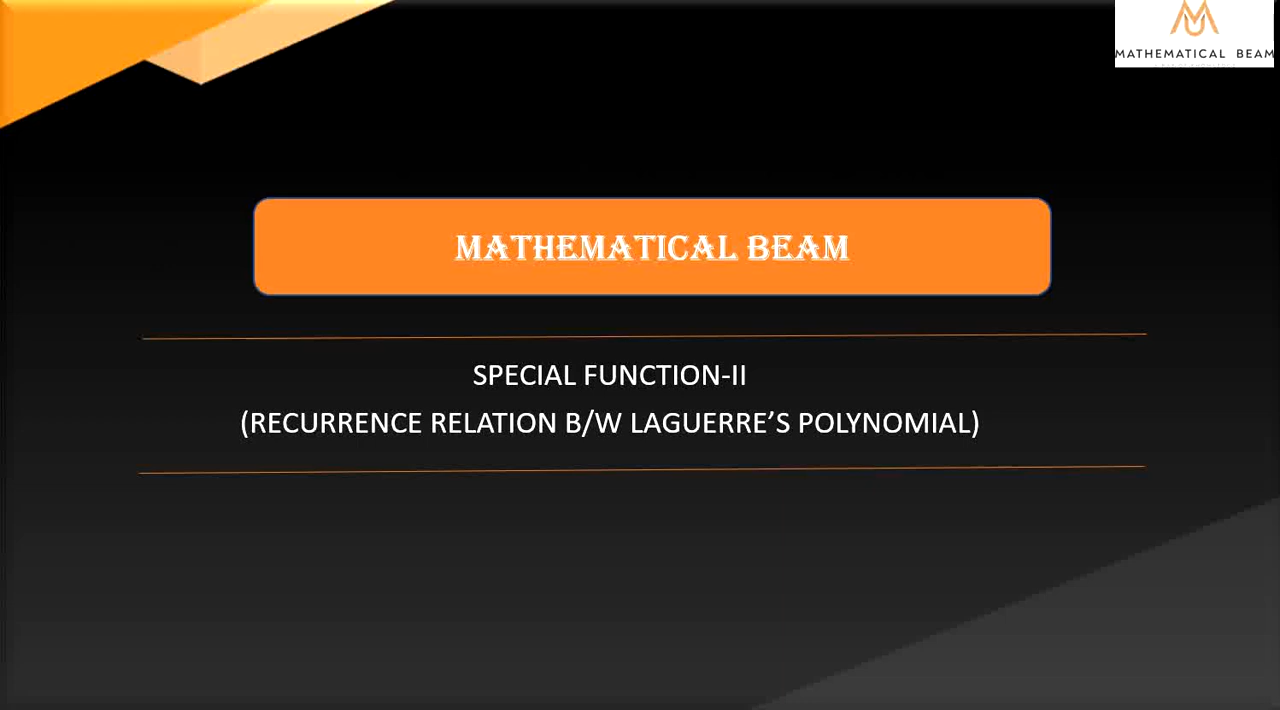 MATHEMATICAL BEAM
MATHEMATICAL BEAM
SPECIAL FUNCTION-II
(RECURRENCE RELATION B/W LAGUERRE’S POLYNOMIAL)